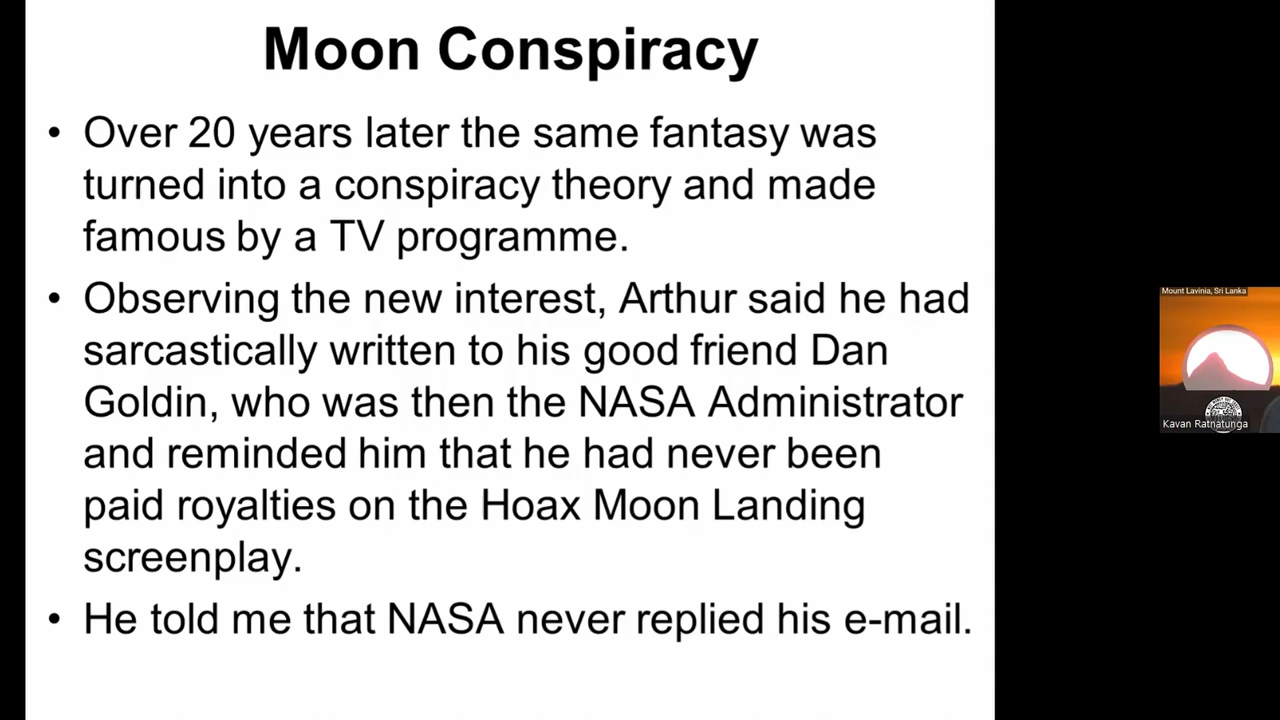 Moon Conspiracy
• Over 20 years later the same fantasy was
turned into a conspiracy theory and made
famous by a TV programme.
• Observing the new interest, Arthur said he had
sarcastically written to his good friend Dan
Goldin, who was then the NASA Administrator
and reminded him that he had never been
paid royalties on the Hoax Moon Landing
screenplay.
• He told me that NASA never replied his e-mail.
Mount Lavinia, Sri Lanka
Kavan Ratnatunga